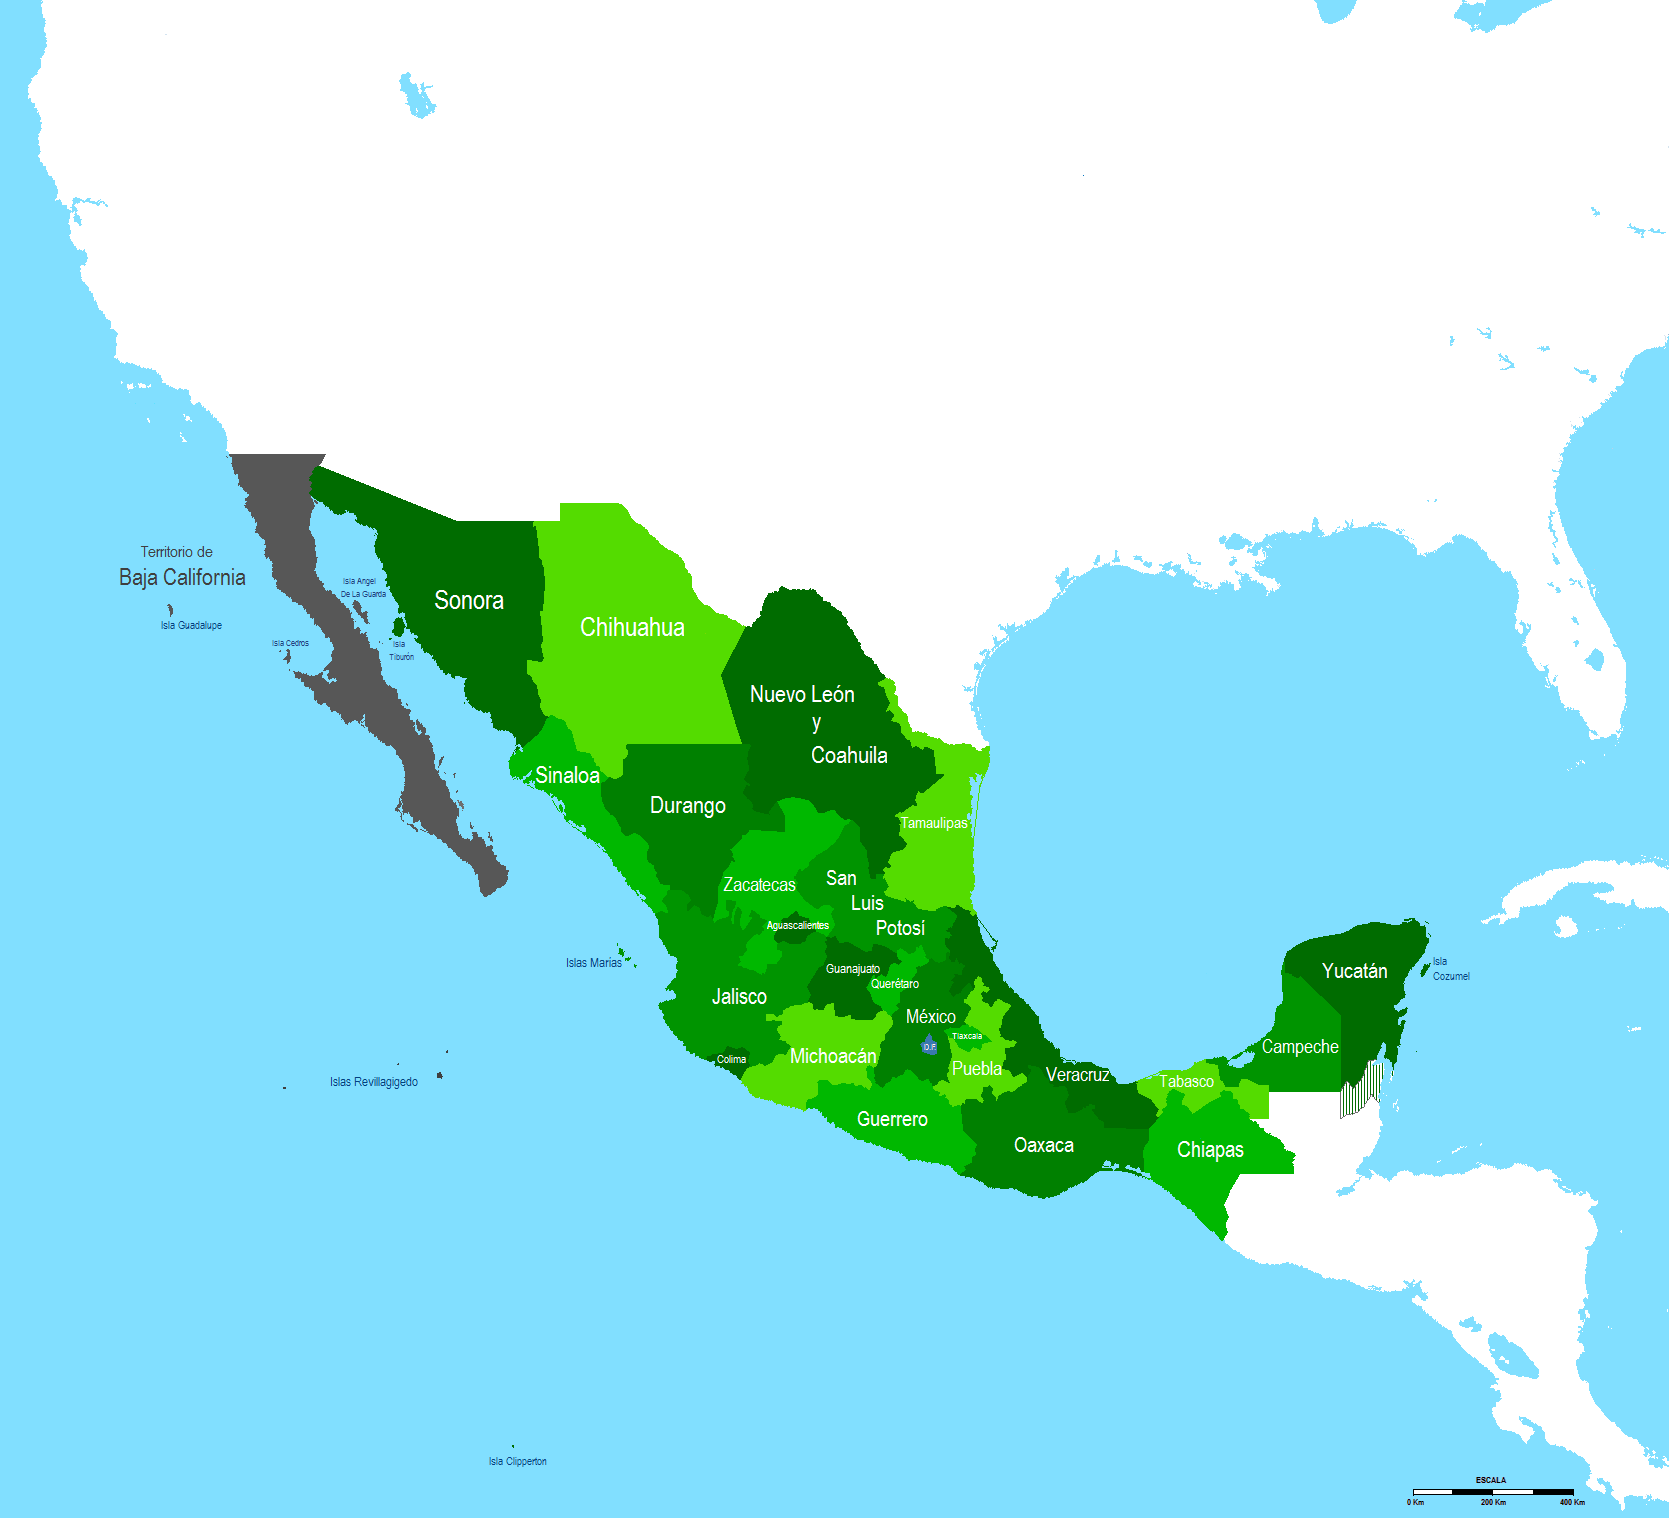 Territorio de
Baja California
Isla Angel
De La Guarda
Isla Guadalupe
Isla Cedros
Isla
Tiburón
Sonora
Chihuahua
Nuevo León
y
Coahuila
Sinaloa
Durango
Tamaulipas
Zacatecas
San
Luis
Potosí
Aguascalientes
Islas Marías
Guanajuato
Querétaro
Jalisco
México
Tlaxcala
D.F.
Colima
Michoacán
Puebla
Veracruz
Guerrero
Oaxaca
Tabasco
Chiapas
Campeche
Yucatán
Isla
Cozumel
Islas Revillagigedo
Isla Clipperton
ESCALA
0 Km 200 Km 400 Km